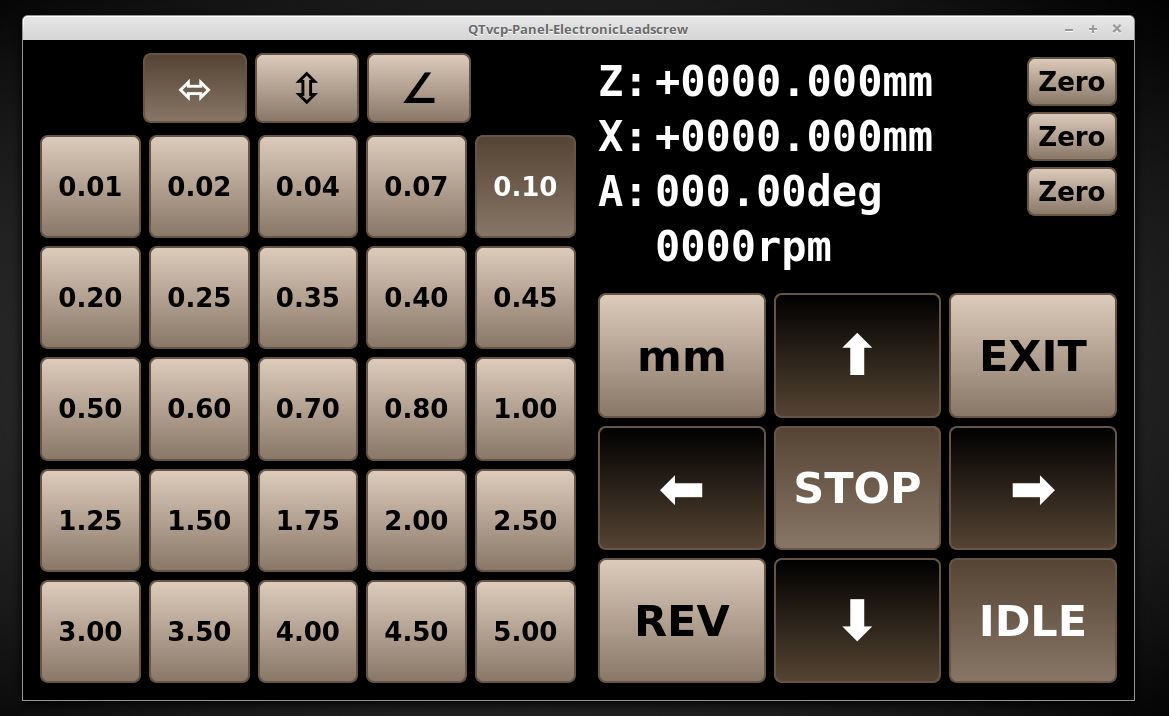 QTvcp-Panel-ElectronicLeadscrew
0.01 0.02 0.04 0.07 0.10
0.20 0.25 0.35 0.40 0.45
0.50 0.60 0.70 0.80 1.00
1.25 1.50 1.75 2.00 2.50
3.00 3.50 4.00 4.50 5.00
Z: +0000.000mm Zero
X: +0000.000mm Zero
A: 000.00deg Zero
0000rpm
mm EXIT
STOP
REV IDLE